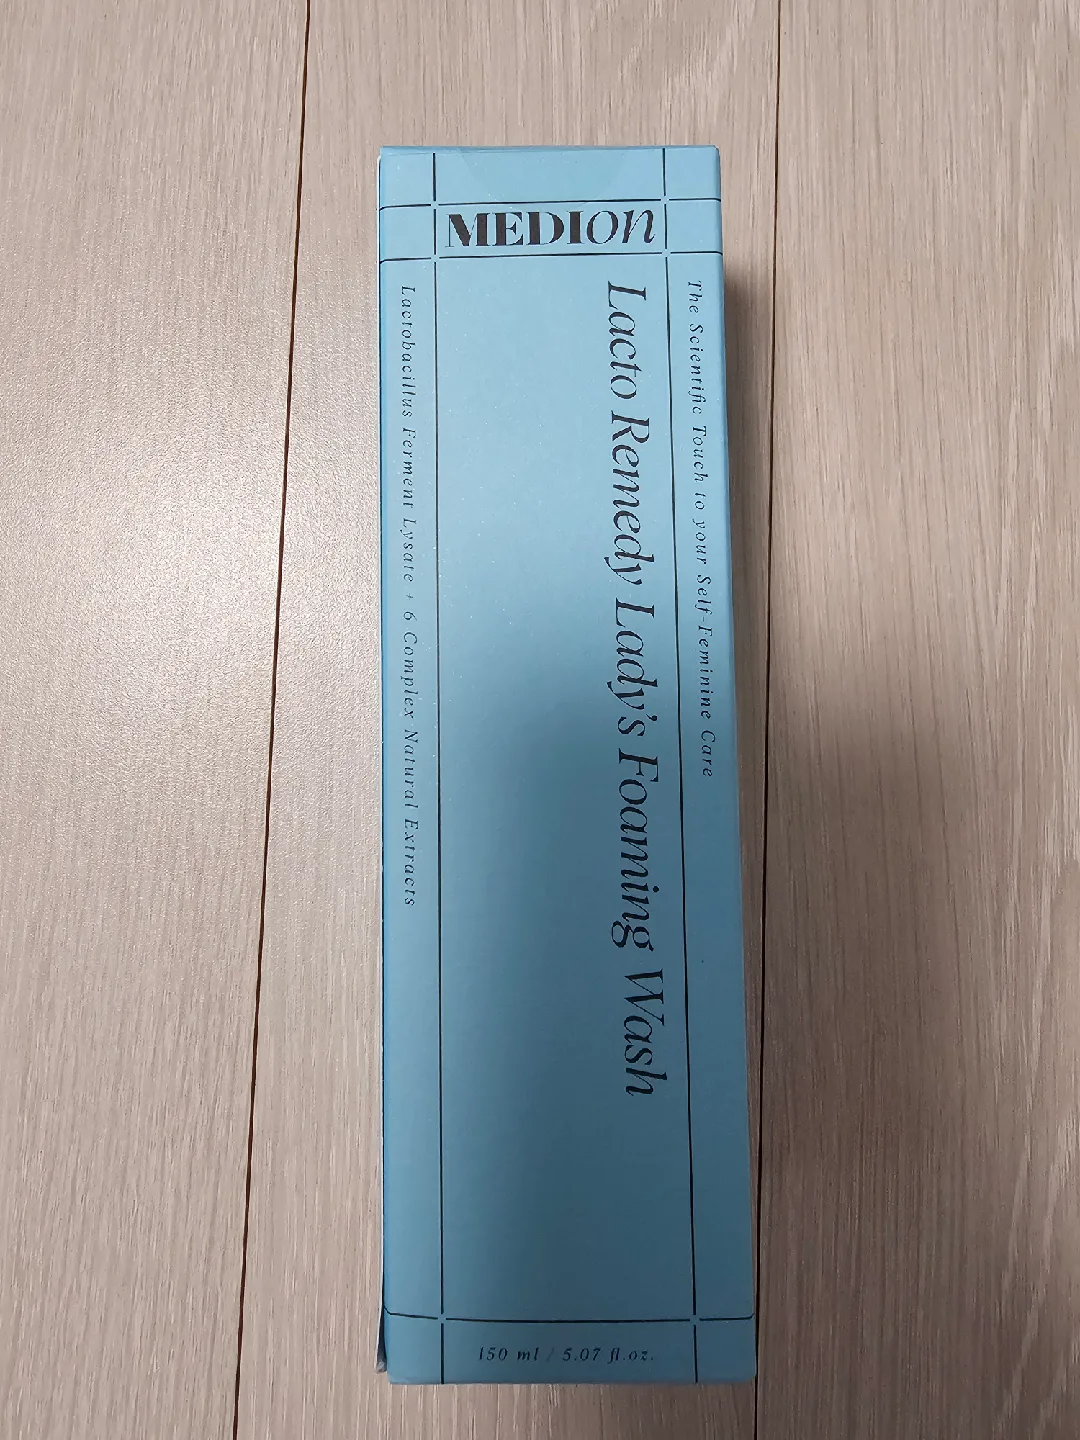 MEDION
The Scientific Touch to your Self-Feminine Care
Lacto Remedy Lady's Foaming Wash
Lactobacillus Ferment Lysate + 6 Complex Natural Extracts
150 ml / 5.07 fl.oz.